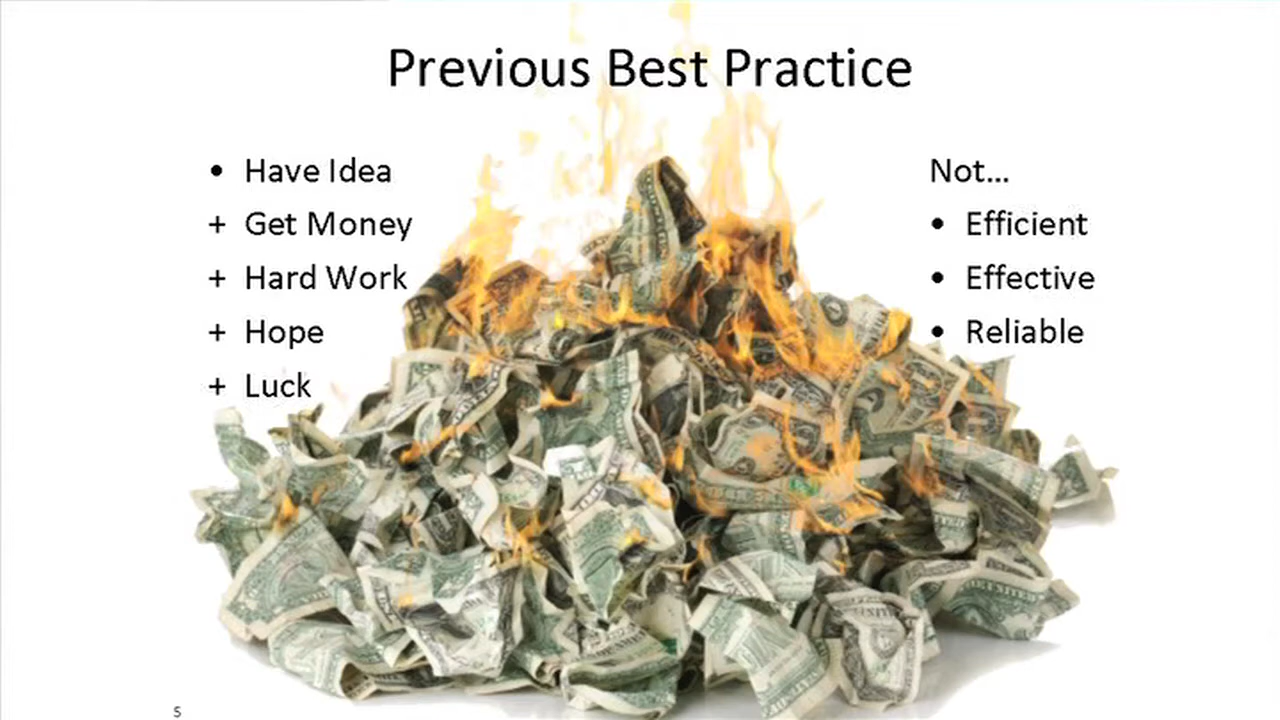 Previous Best Practice
• Have Idea
+ Get Money
+ Hard Work
+ Hope
+ Luck
Not...
• Efficient
• Effective
• Reliable
5